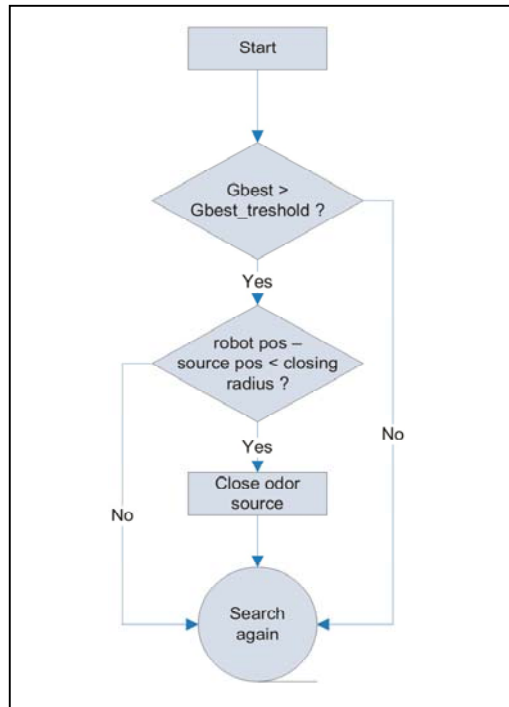 Start
Gbest >
Gbest_treshold ?
Yes
robot pos –
source pos < closing
radius ?
No
Yes
Close odor
source
No
Search
again